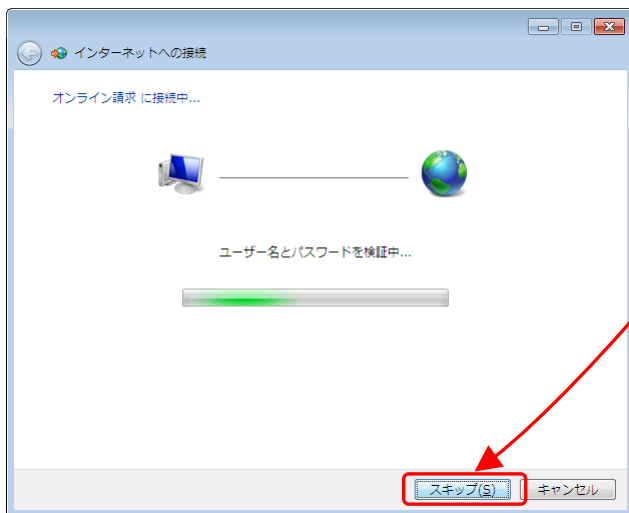 インターネットへの接続
オンライン請求 に接続中...
ユーザー名とパスワードを検証中...
スキップ(S) キャンセル